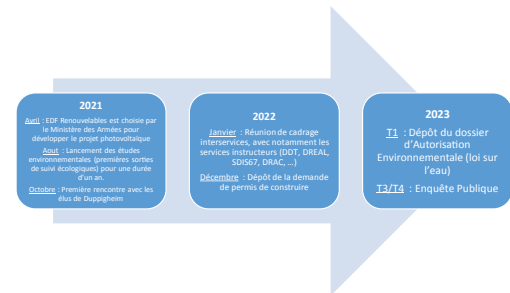 2021
Avril : EDF Renouvelables est choisie par
le Ministère des Armées pour
développer le projet photovoltaïque
Aout : Lancement des études
environnementales (premières sorties
de suivi écologiques) pour une durée
d'un an.
Octobre : Première rencontre avec les
élus de Duppigheim
2022
Janvier : Réunion de cadrage
interservices, avec notamment les
services instructeurs (DDT, DREAL,
SDIS67, DRAC, ...)
Décembre : Dépôt de la demande
de permis de construire
2023
T1 : Dépôt du dossier
d'Autorisation
Environnementale (loi sur
l'eau)
T3/T4 : Enquête Publique